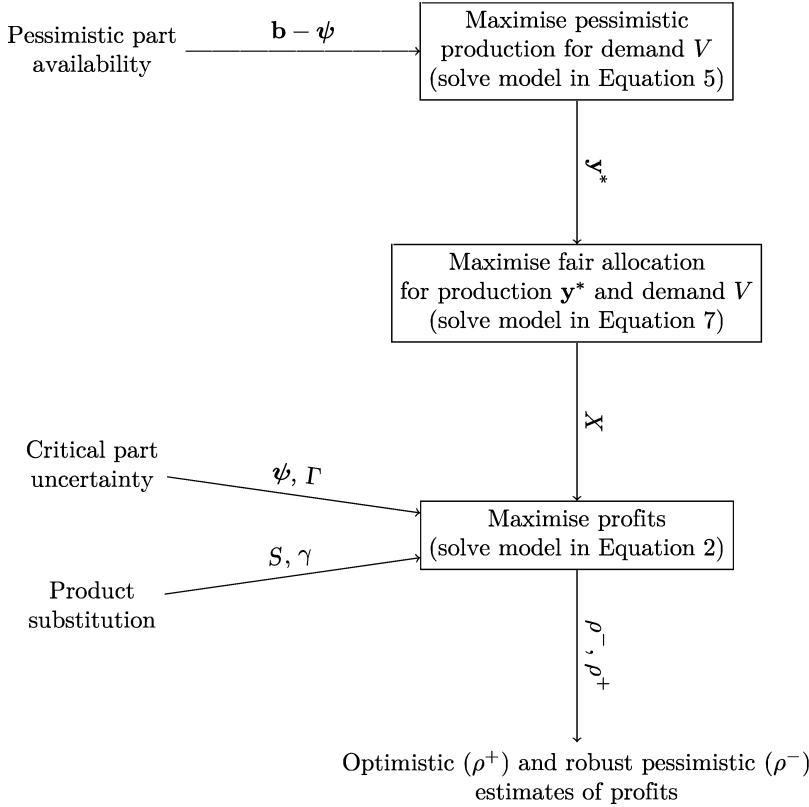 Pessimistic part
availability
b − ψ
Maximise pessimistic
production for demand V
(solve model in Equation 5)
y*
Maximise fair allocation
for production y* and demand V
(solve model in Equation 7)
X
Critical part
uncertainty
ψ, Γ
Maximise profits
(solve model in Equation 2)
S, γ
Product
substitution
ρ⁻, ρ⁺
Optimistic (ρ⁺) and robust pessimistic (ρ⁻)
estimates of profits